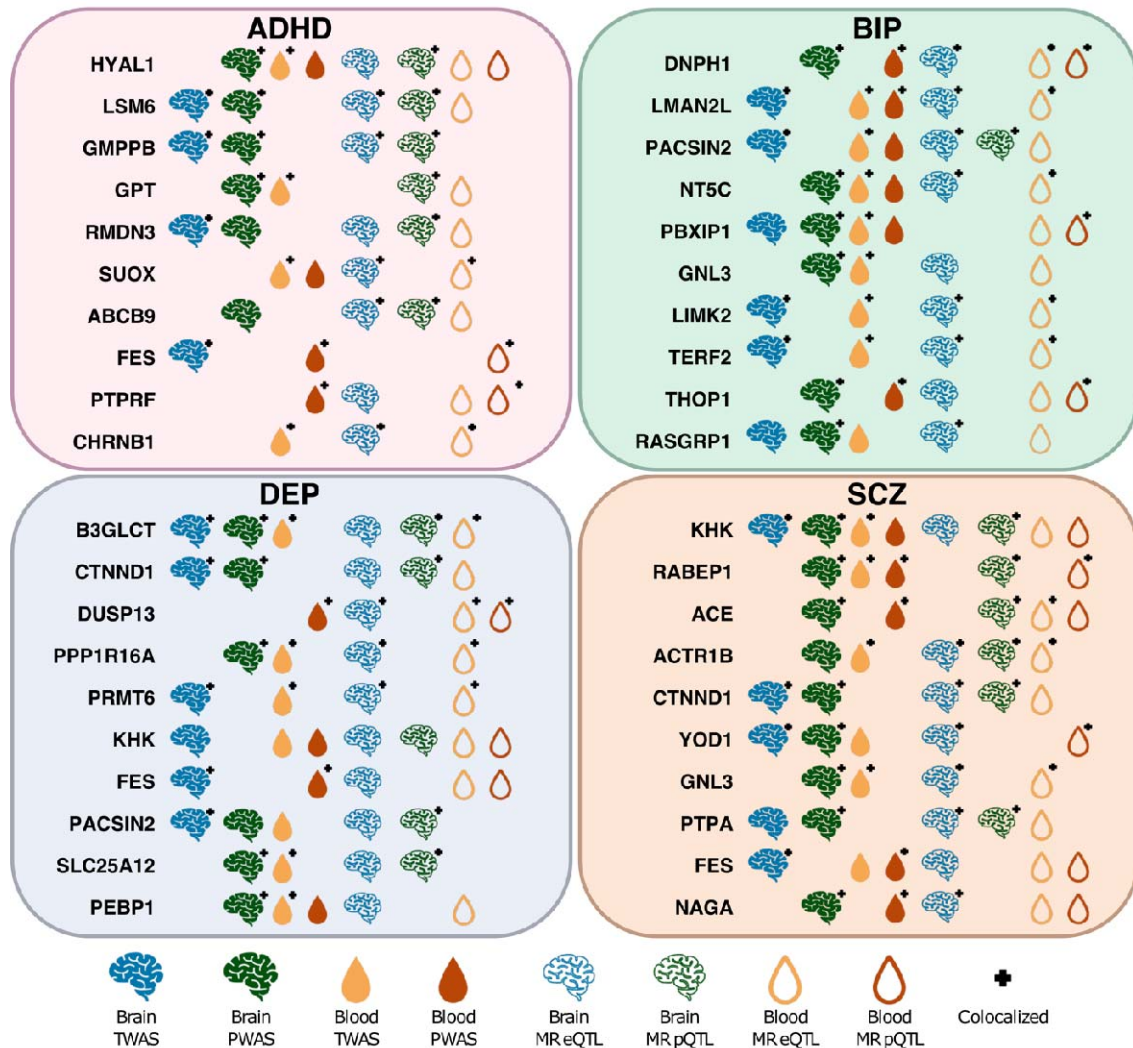 ADHD
HYAL1
LSM6
GMPPB
GPT
RMDN3
SUOX
ABCB9
FES
PTPRF
CHRNB1
BIP
DNPH1
LMAN2L
PACSIN2
NT5C
PBXIP1
GNL3
LIMK2
TERF2
THOP1
RASGRP1
DEP
B3GLCT
CTNND1
DUSP13
PPP1R16A
PRMT6
KHK
FES
PACSIN2
SLC25A12
PEBP1
SCZ
KHK
RABEP1
ACE
ACTR1B
CTNND1
YOD1
GNL3
PTPA
FES
NAGA
Brain
TWAS
Brain
PWAS
Blood
TWAS
Blood
PWAS
Brain
MR eQTL
Brain
MR pQTL
Blood
MR eQTL
Blood
MR pQTL
Colocalized